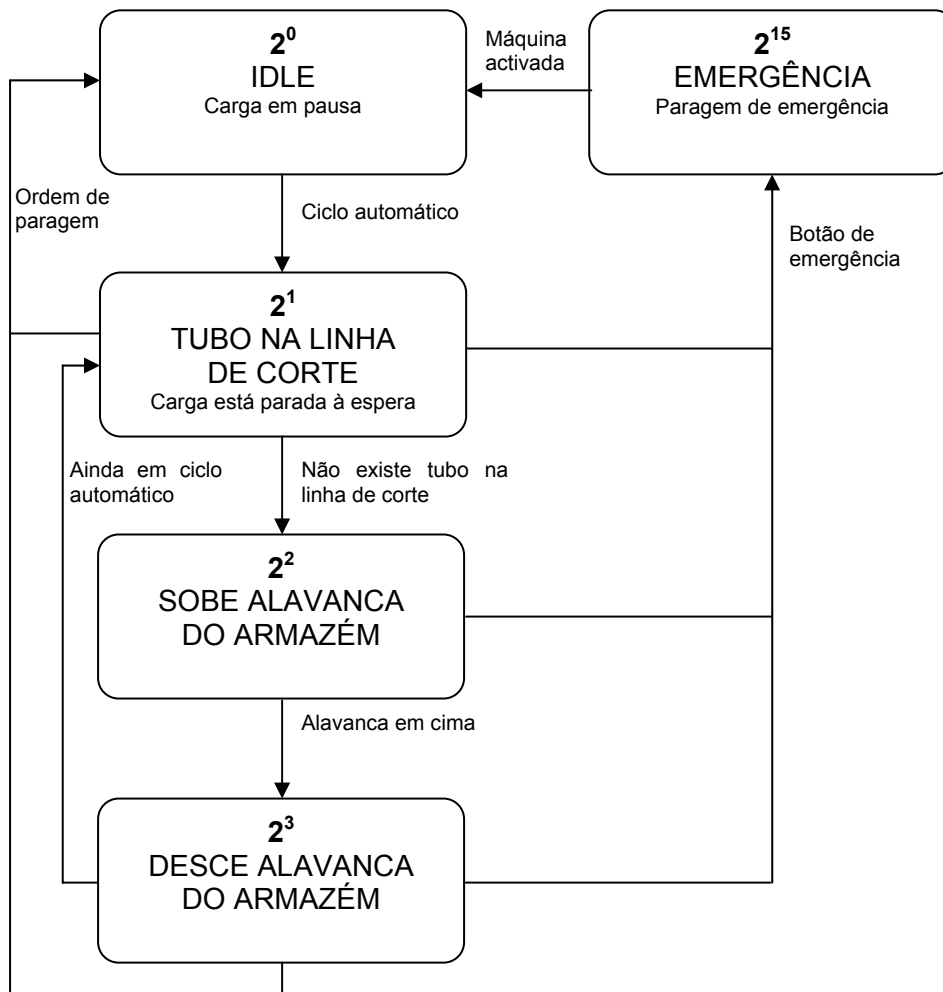 2⁰
IDLE
Carga em pausa
Máquina
activada
2¹⁵
EMERGÊNCIA
Paragem de emergência
Ordem de
paragem
Ciclo automático
Botão de
emergência
2¹
TUBO NA LINHA
DE CORTE
Carga está parada à espera
Ainda em ciclo
automático
Não existe tubo na
linha de corte
2²
SOBE ALAVANCA
DO ARMAZÉM
Alavanca em cima
2³
DESCE ALAVANCA
DO ARMAZÉM